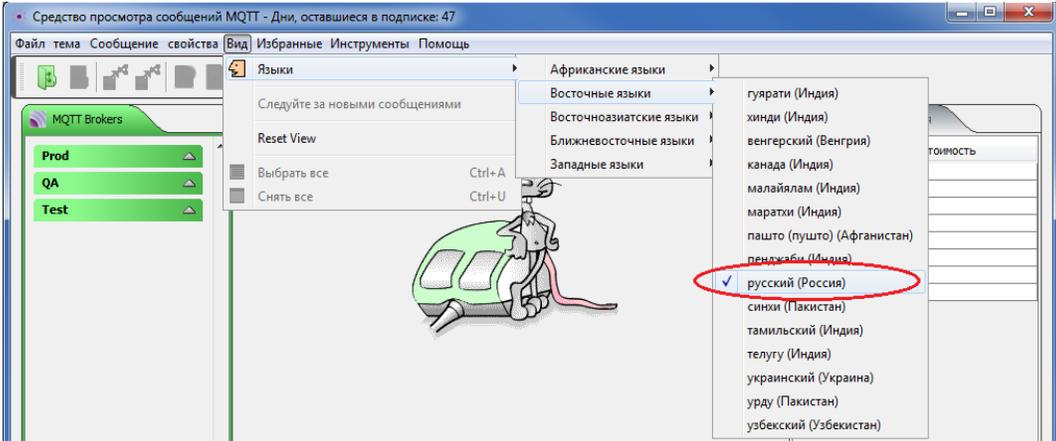 Средство просмотра сообщений MQTT - Дни, оставшиеся в подписке: 47
Файл тема Сообщение свойства Вид Избранные Инструменты Помощь
Языки
Следуйте за новыми сообщениями
Reset View
Выбрать все Ctrl+A
Снять все Ctrl+U
Африканские языки
Восточные языки
Восточноазиатские языки
Ближневосточные языки
Западные языки
гуярати (Индия)
хинди (Индия)
венгерский (Венгрия)
канада (Индия)
малайялам (Индия)
маратхи (Индия)
пашто (пушто) (Афганистан)
пенджаби (Индия)
русский (Россия)
синхи (Пакистан)
тамильский (Индия)
телугу (Индия)
украинский (Украина)
урду (Пакистан)
узбекский (Узбекистан)
MQTT Brokers
Prod
QA
Test